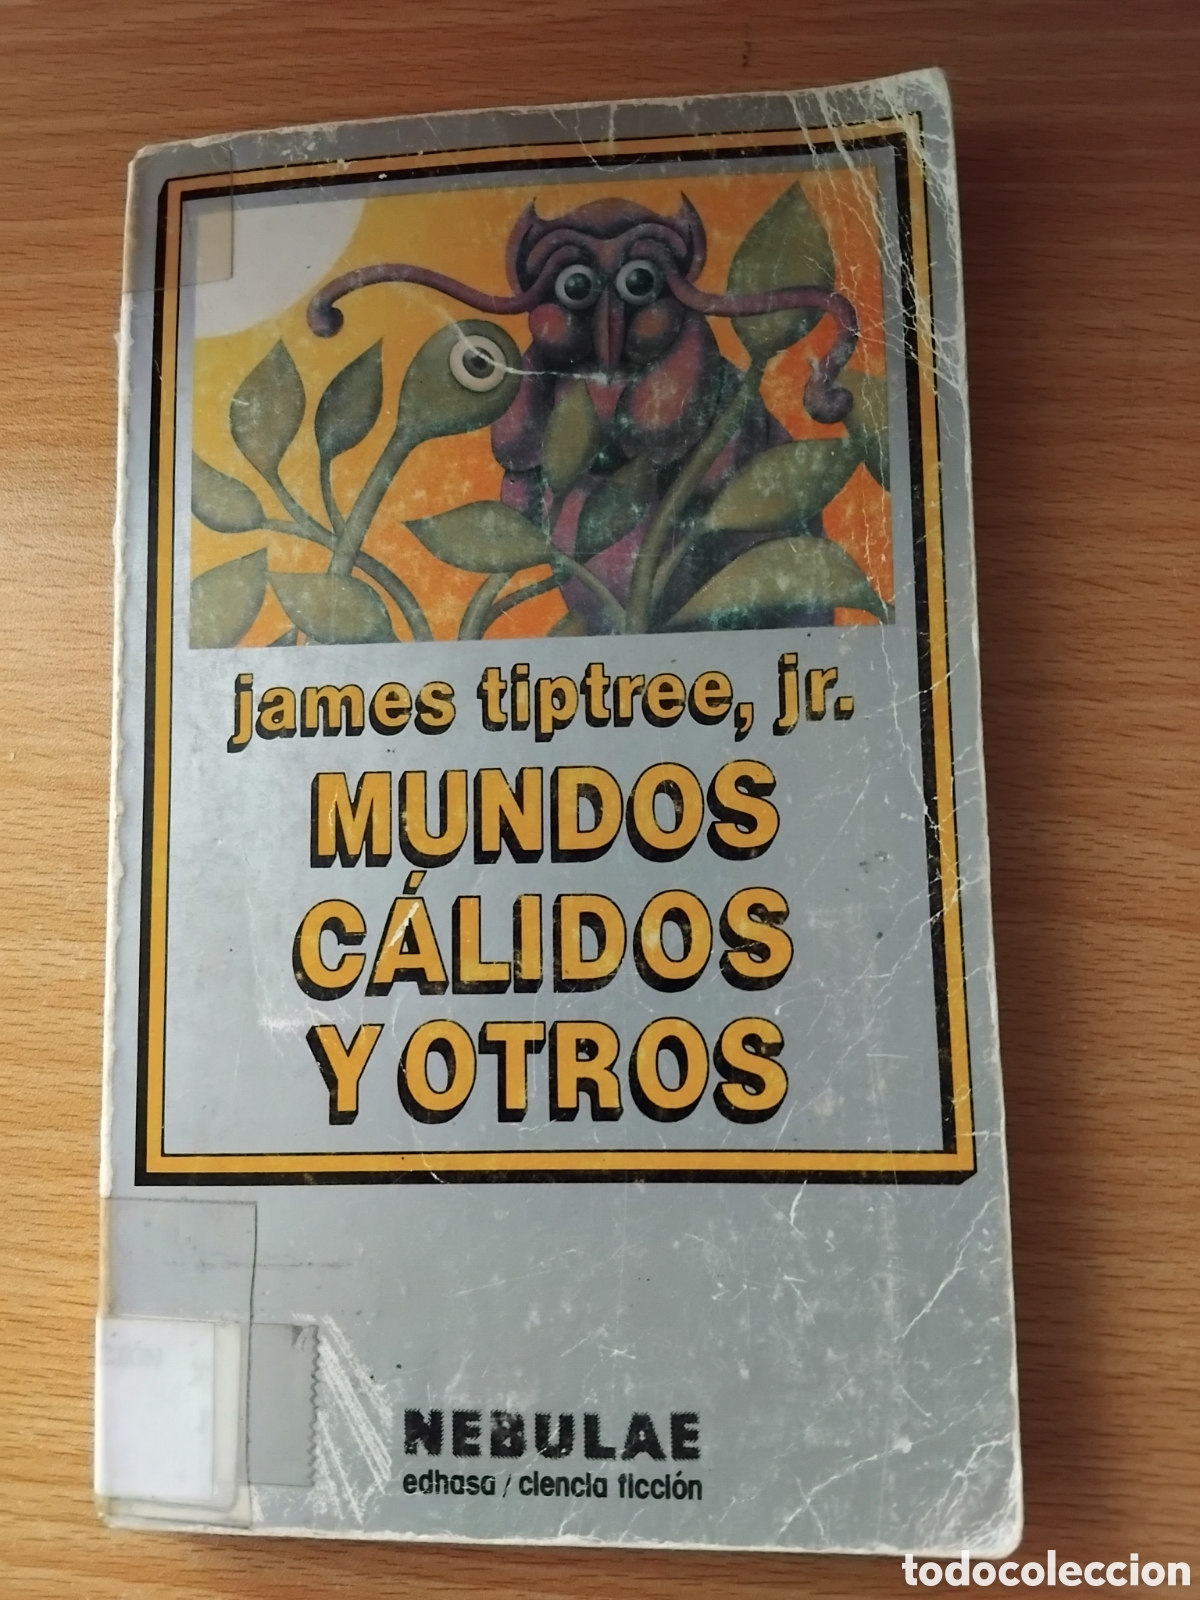 james tiptree, jr.
MUNDOS
CÁLIDOS
Y OTROS
NEBULAE
edhasa / ciencia ficción
todocoleccion